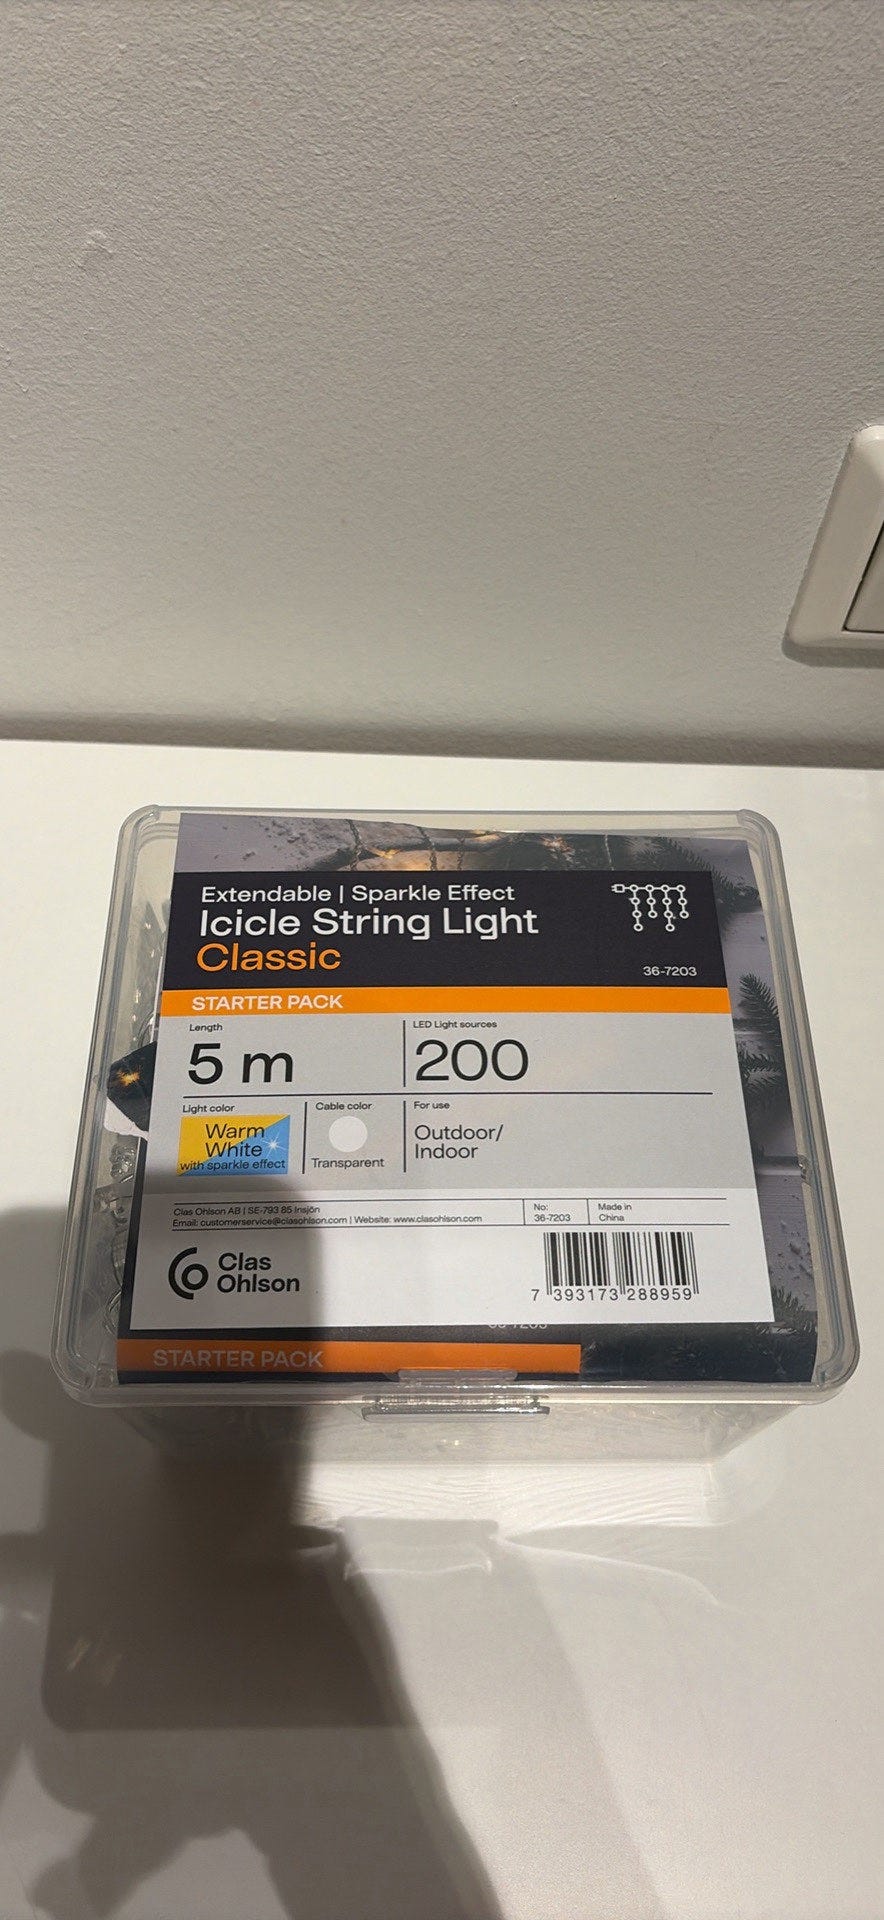 Extendable | Sparkle Effect
Icicle String Light
Classic
36-7203
STARTER PACK
Length
5 m
LED Light sources
200
Light color
Warm
White
with sparkle effect
Cable color
Transparent
For use
Outdoor/
Indoor
Clas Ohlson AB | SE-793 85 Insjön
Email: customerservice@clasohlson.com | Website: www.clasohlson.com
No:
36-7203
Made in
China
Clas
Ohlson
7 393173 288959
STARTER PACK